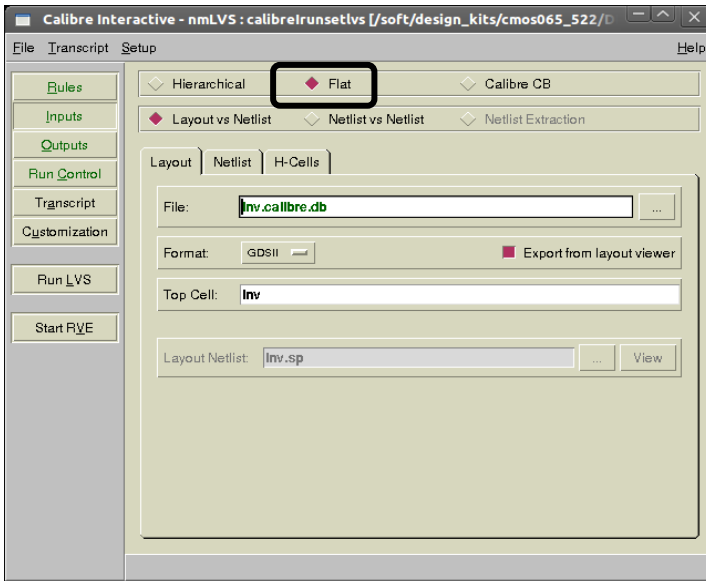 Calibre Interactive - nmLVS : calibrelrunsetlvs [/soft/design_kits/cmos065_522/D
File Transcript Setup Help
Rules
Inputs
Outputs
Run Control
Transcript
Customization
Run LVS
Start RVE
Hierarchical Flat Calibre CB
Layout vs Netlist Netlist vs Netlist Netlist Extraction
Layout Netlist H-Cells
File: inv.calibre.db ...
Format: GDSII Export from layout viewer
Top Cell: inv
Layout Netlist: inv.sp ... View